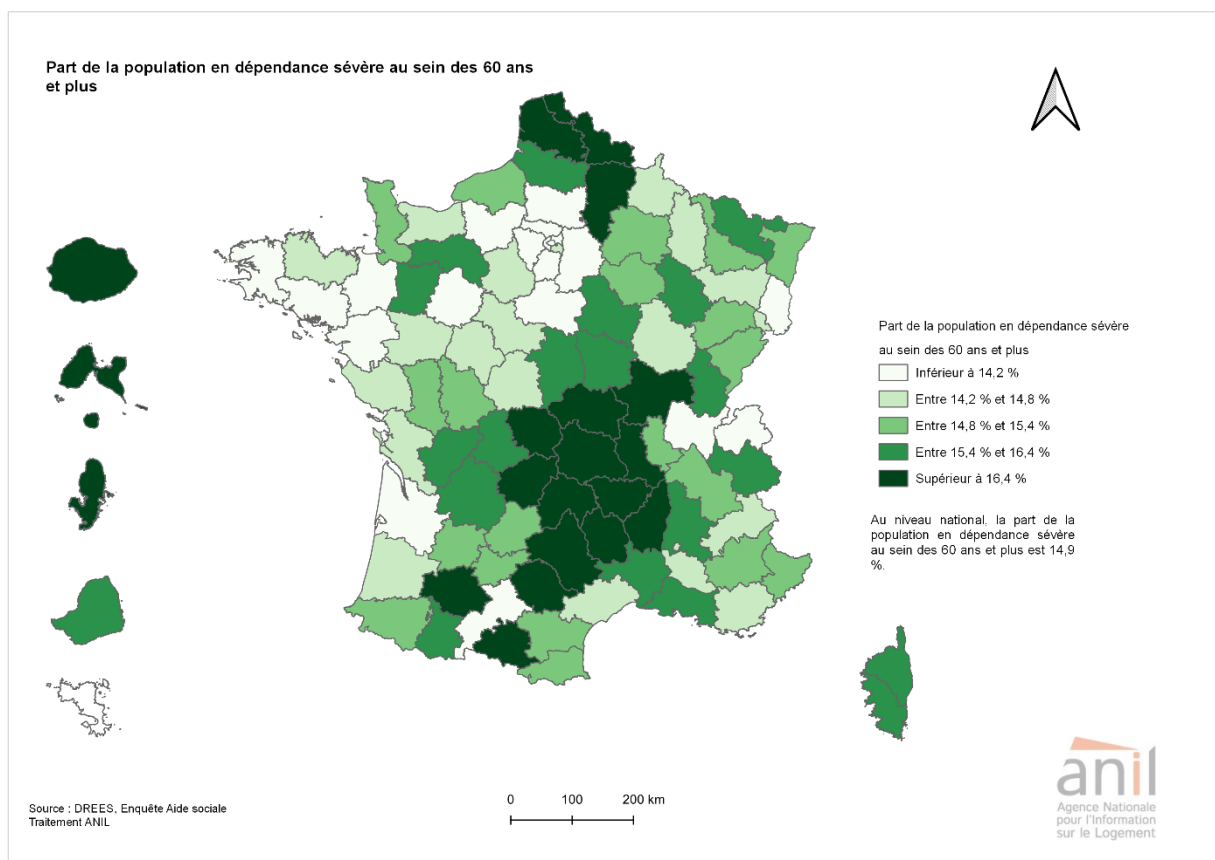 Part de la population en dépendance sévère au sein des 60 ans
et plus
Part de la population en dépendance sévère
au sein des 60 ans et plus
Inférieur à 14,2 %
Entre 14,2 % et 14,8 %
Entre 14,8 % et 15,4 %
Entre 15,4 % et 16,4 %
Supérieur à 16,4 %
Au niveau national, la part de la
population en dépendance sévère
au sein des 60 ans et plus est 14,9
%.
Source : DREES, Enquête Aide sociale
Traitement ANIL
0 100 200 km
anil
Agence Nationale
pour l'Information
sur le Logement